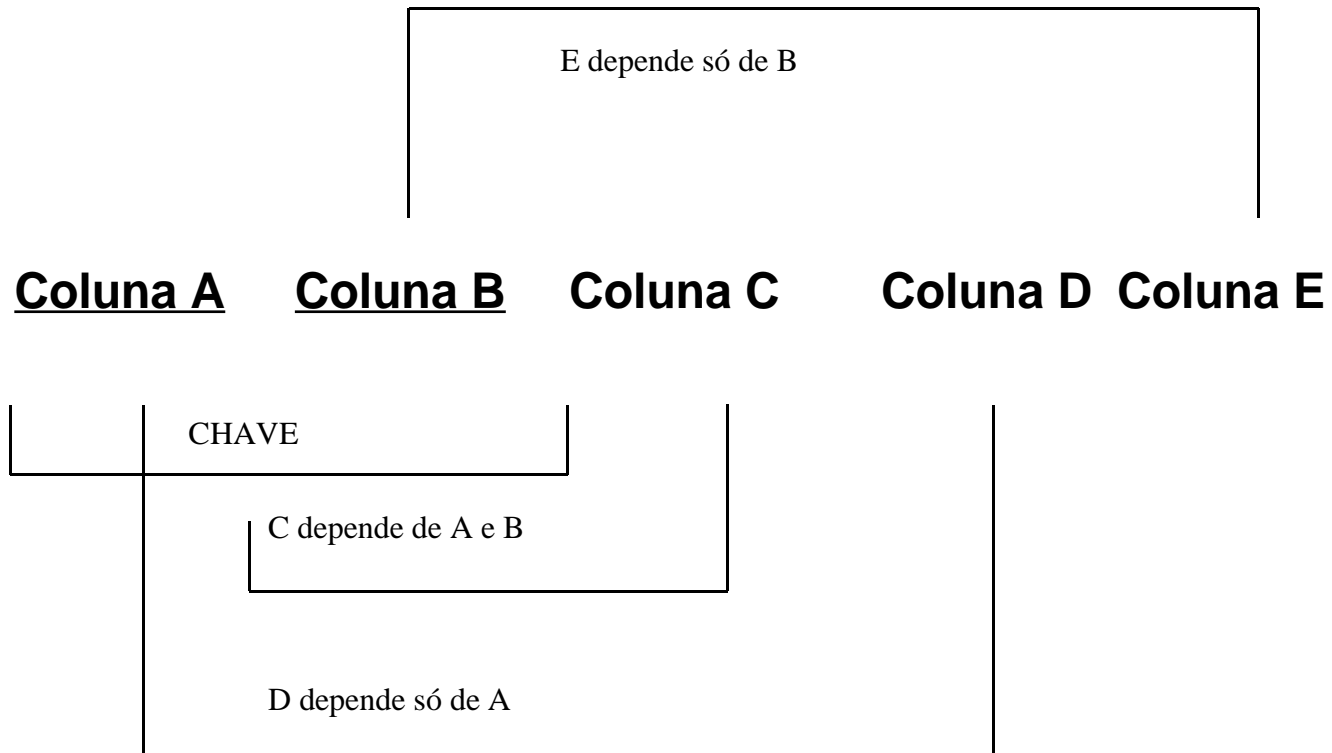 E depende só de B
Coluna A Coluna B Coluna C Coluna D Coluna E
CHAVE
C depende de A e B
D depende só de A